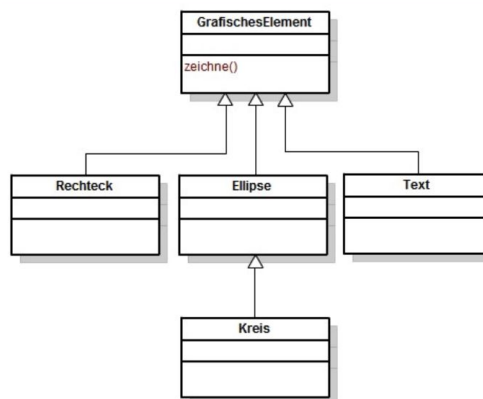 GrafischesElement
zeichne()
Rechteck
Ellipse
Text
Kreis